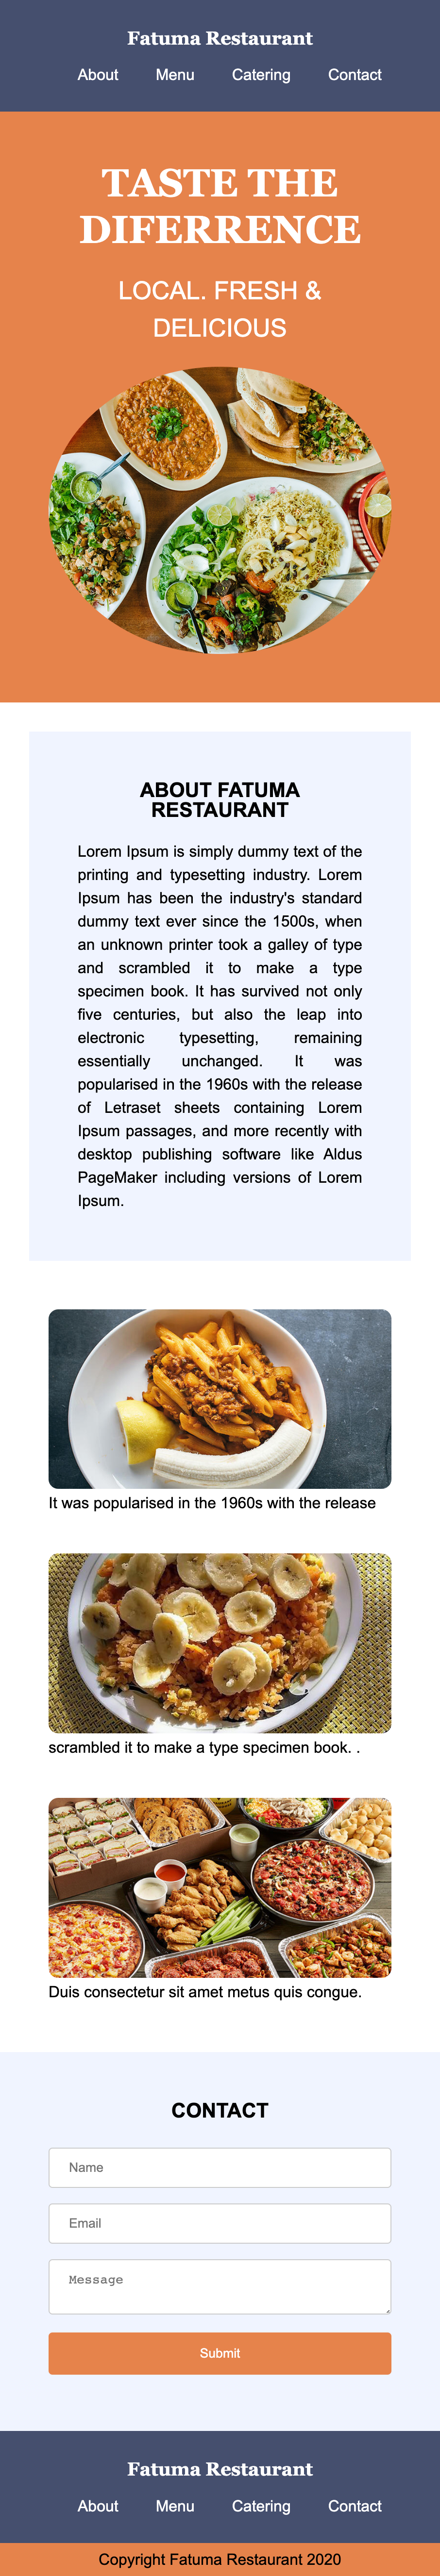 Fatuma Restaurant
About Menu Catering Contact
TASTE THE
DIFERRENCE
LOCAL. FRESH &
DELICIOUS
ABOUT FATUMA
RESTAURANT
Lorem Ipsum is simply dummy text of the
printing and typesetting industry. Lorem
Ipsum has been the industry's standard
dummy text ever since the 1500s, when
an unknown printer took a galley of type
and scrambled it to make a type
specimen book. It has survived not only
five centuries, but also the leap into
electronic typesetting, remaining
essentially unchanged. It was
popularised in the 1960s with the release
of Letraset sheets containing Lorem
Ipsum passages, and more recently with
desktop publishing software like Aldus
PageMaker including versions of Lorem
Ipsum.
It was popularised in the 1960s with the release
scrambled it to make a type specimen book. .
Duis consectetur sit amet metus quis congue.
CONTACT
Name
Email
Message
Submit
Fatuma Restaurant
About Menu Catering Contact
Copyright Fatuma Restaurant 2020